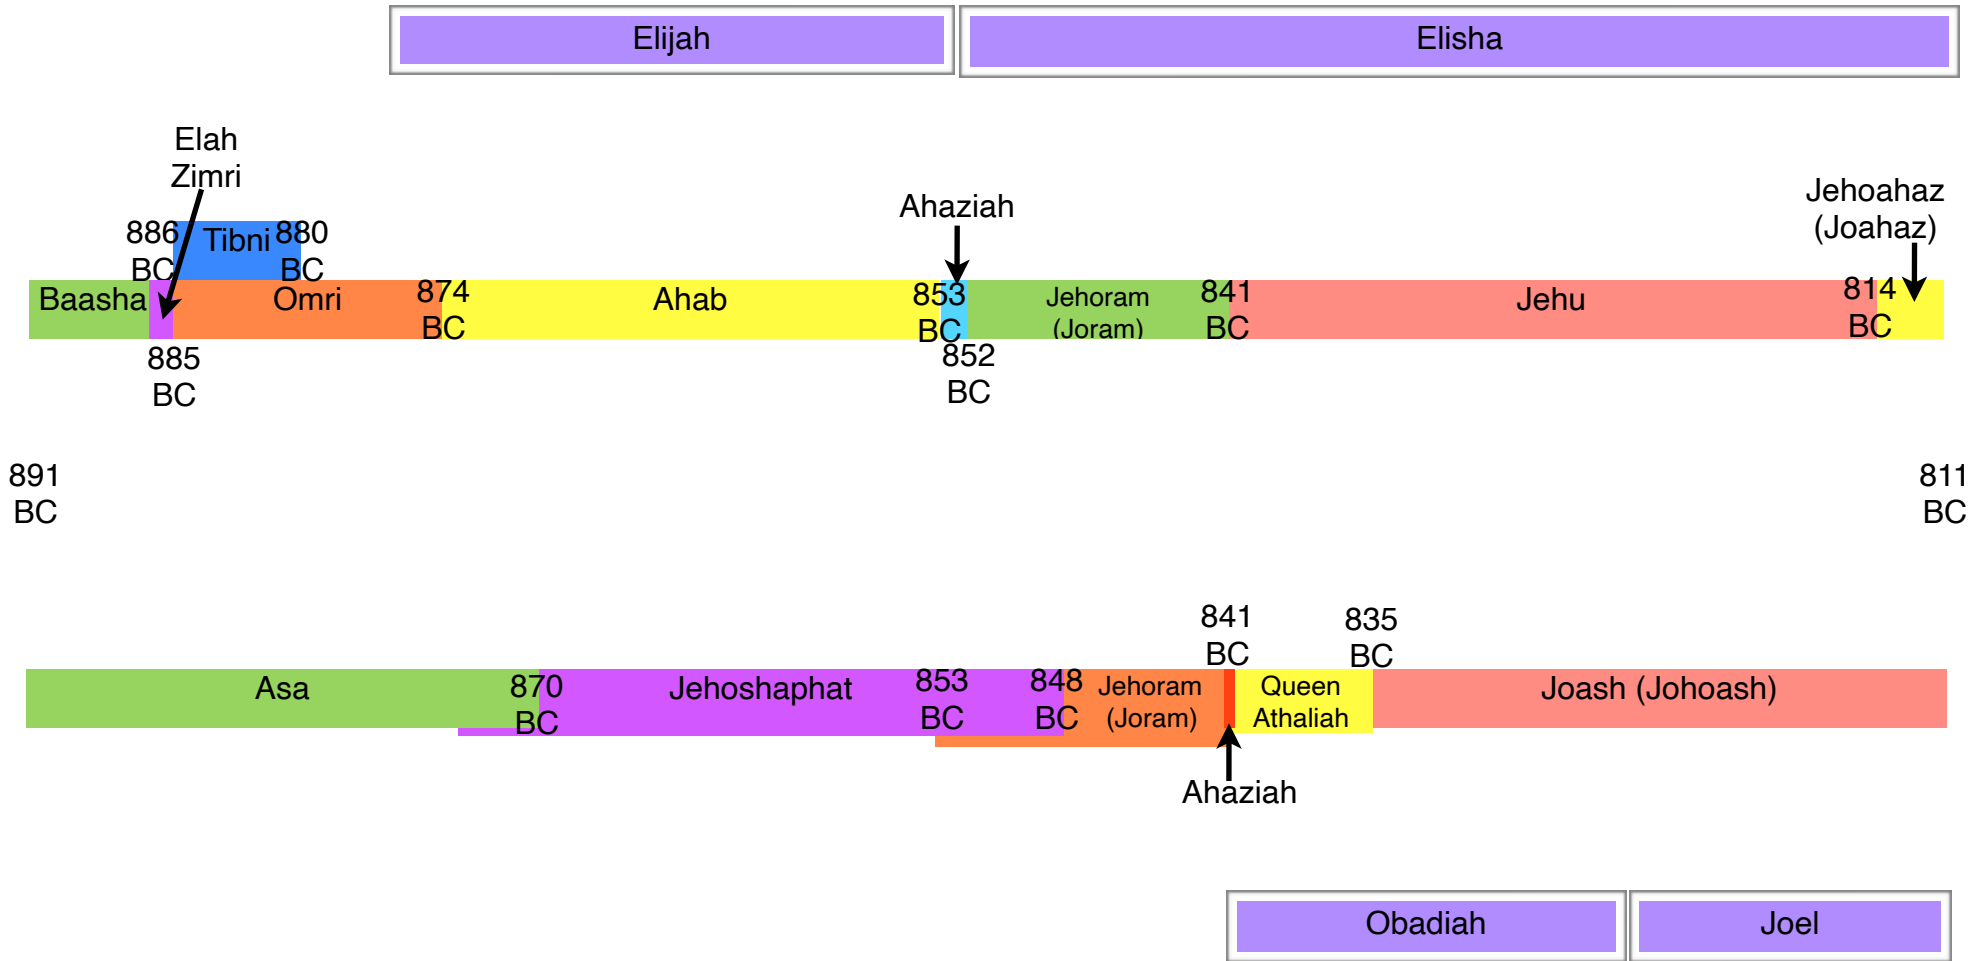 Elijah
Elisha
Elah
Zimri
Ahaziah
Jehoahaz
(Joahaz)
886
BC
Tibni
880
BC
Baasha
Omri
874
BC
Ahab
853
BC
Jehoram
(Joram)
841
BC
Jehu
814
BC
885
BC
852
BC
891
BC
811
BC
841
BC
835
BC
Asa
870
BC
Jehoshaphat
853
BC
848
BC
Jehoram
(Joram)
Queen
Athaliah
Joash (Johoash)
Ahaziah
Obadiah
Joel